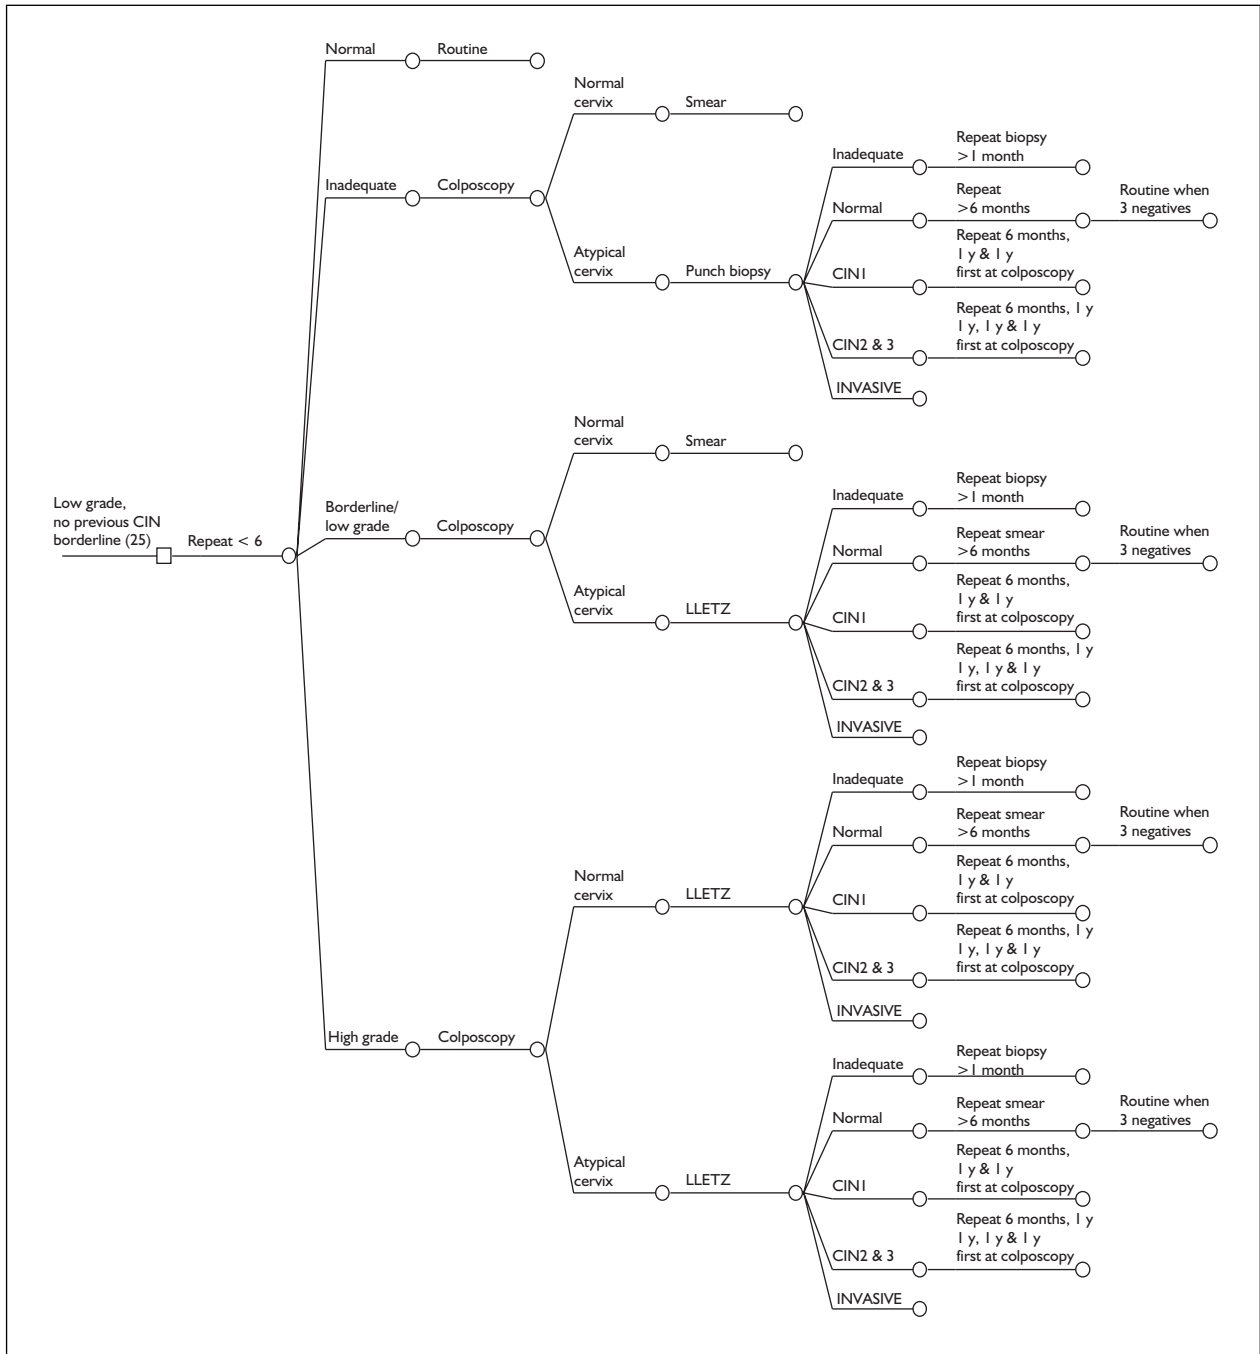 Normal
Routine
Normal
cervix
Smear
Inadequate
Repeat biopsy
>1 month
Inadequate
Colposcopy
Normal
Repeat
>6 months
Routine when
3 negatives
Atypical
cervix
Punch biopsy
CIN1
Repeat 6 months,
1 y & 1 y
first at colposcopy
CIN2 & 3
Repeat 6 months, 1 y
1 y, 1 y & 1 y
first at colposcopy
INVASIVE
Normal
cervix
Smear
Low grade,
no previous CIN
borderline (25)
Repeat < 6
Borderline/
low grade
Colposcopy
Inadequate
Repeat biopsy
>1 month
Normal
Repeat smear
>6 months
Routine when
3 negatives
Atypical
cervix
LLETZ
CIN1
Repeat 6 months,
1 y & 1 y
first at colposcopy
CIN2 & 3
Repeat 6 months, 1 y
1 y, 1 y & 1 y
first at colposcopy
INVASIVE
Inadequate
Repeat biopsy
>1 month
Normal
Repeat smear
>6 months
Routine when
3 negatives
Normal
cervix
LLETZ
CIN1
Repeat 6 months,
1 y & 1 y
first at colposcopy
CIN2 & 3
Repeat 6 months, 1 y
1 y, 1 y & 1 y
first at colposcopy
INVASIVE
High grade
Colposcopy
Inadequate
Repeat biopsy
>1 month
Normal
Repeat smear
>6 months
Routine when
3 negatives
Atypical
cervix
LLETZ
CIN1
Repeat 6 months,
1 y & 1 y
first at colposcopy
CIN2 & 3
Repeat 6 months, 1 y
1 y, 1 y & 1 y
first at colposcopy
INVASIVE